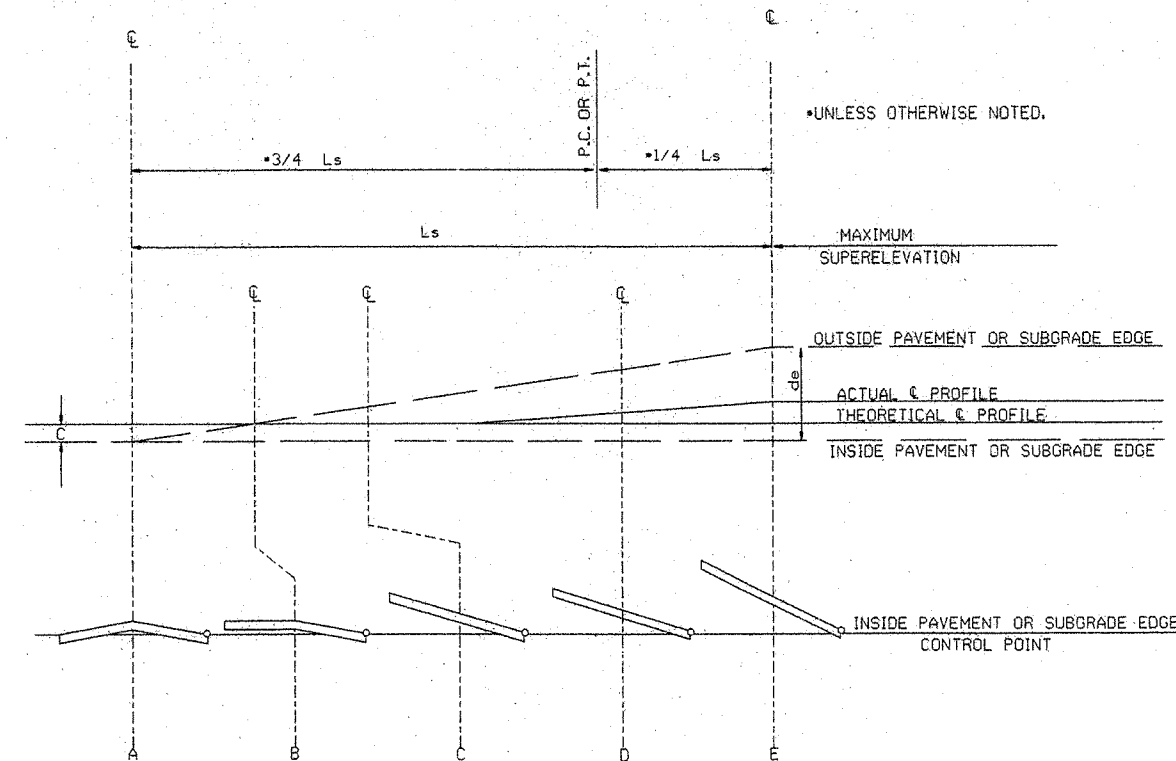 ℄
℄
P.C. OR P.T.
*UNLESS OTHERWISE NOTED.
*3/4 Ls
*1/4 Ls
Ls
MAXIMUM
SUPERELEVATION
℄
℄
℄
OUTSIDE PAVEMENT OR SUBGRADE EDGE
de
ACTUAL ℄ PROFILE
THEORETICAL ℄ PROFILE
C
INSIDE PAVEMENT OR SUBGRADE EDGE
INSIDE PAVEMENT OR SUBGRADE EDGE
CONTROL POINT
A
B
C
D
E